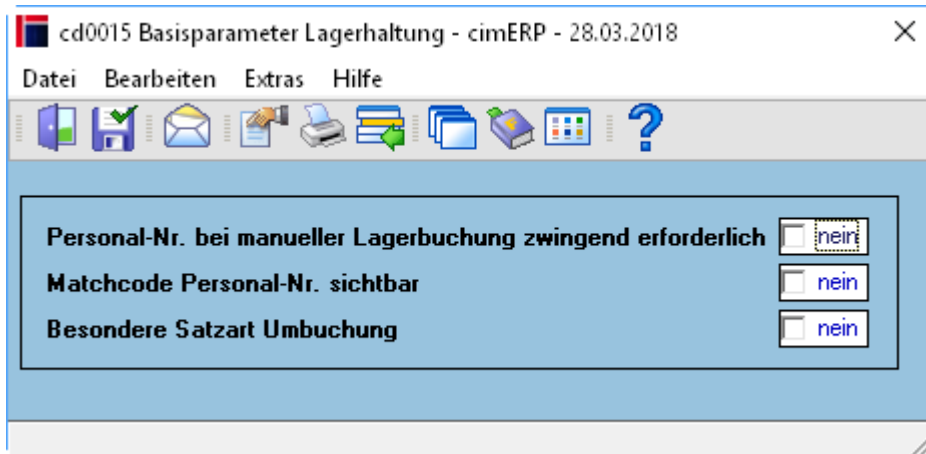 cd0015 Basisparameter Lagerhaltung - cimERP - 28.03.2018
Datei Bearbeiten Extras Hilfe
Personal-Nr. bei manueller Lagerbuchung zwingend erforderlich nein
Matchcode Personal-Nr. sichtbar nein
Besondere Satzart Umbuchung nein